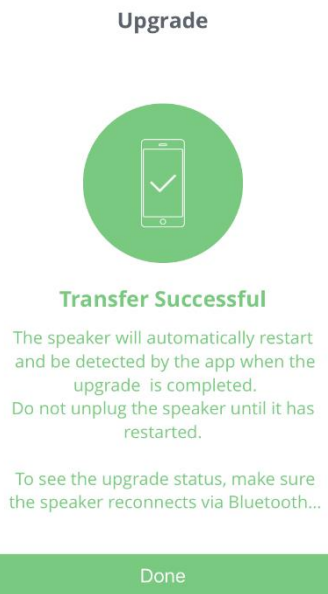 Upgrade
Transfer Successful
The speaker will automatically restart
and be detected by the app when the
upgrade is completed.
Do not unplug the speaker until it has
restarted.
To see the upgrade status, make sure
the speaker reconnects via Bluetooth...
Done